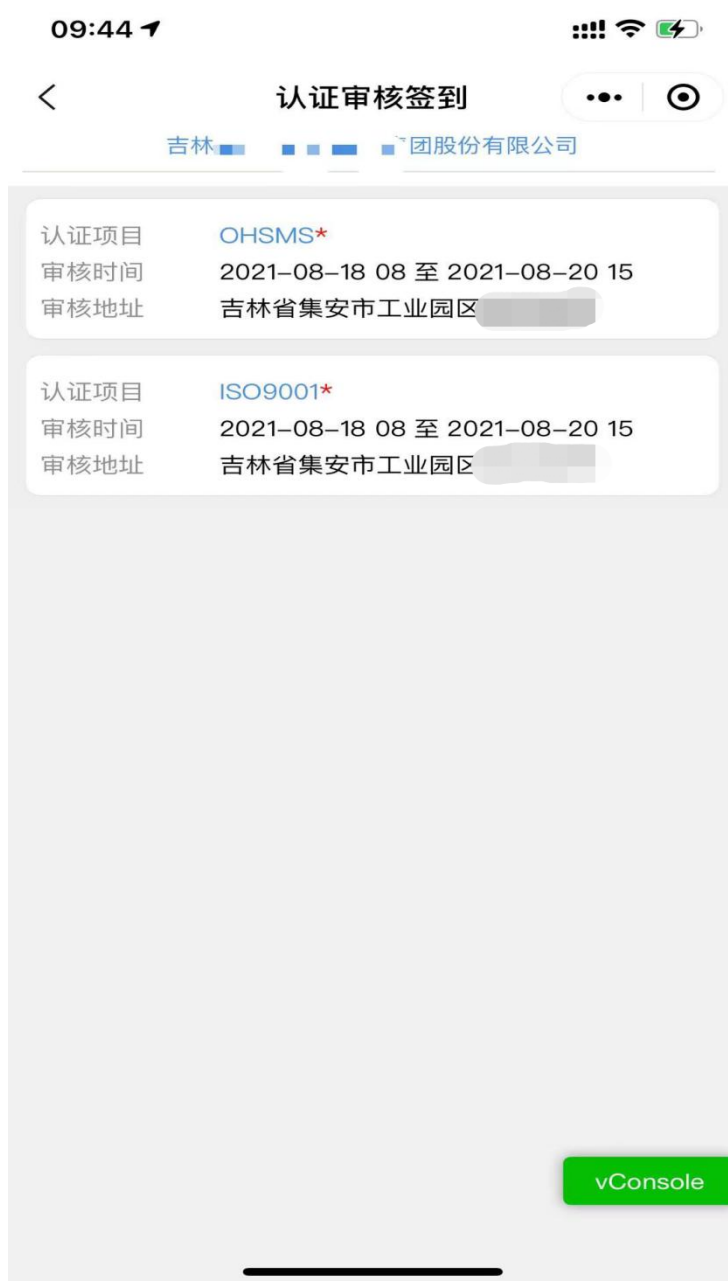 09:44
认证审核签到
吉林 团股份有限公司
认证项目 OHSMS*
审核时间 2021-08-18 08 至 2021-08-20 15
审核地址 吉林省集安市工业园区
认证项目 ISO9001*
审核时间 2021-08-18 08 至 2021-08-20 15
审核地址 吉林省集安市工业园区
vConsole